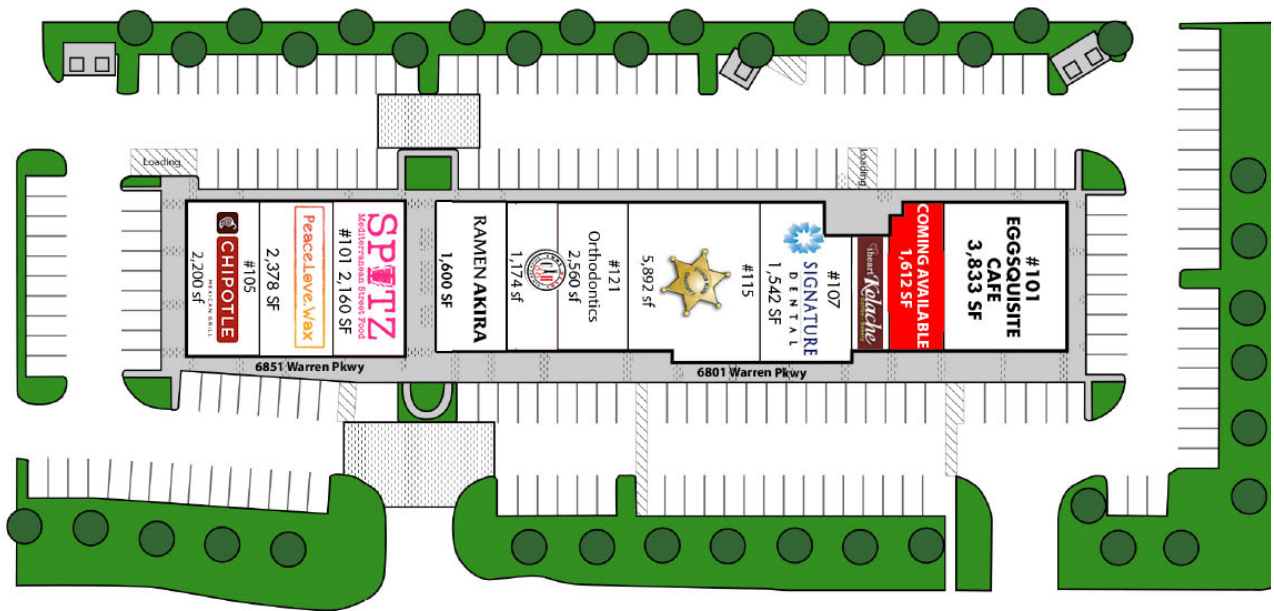 Loading
Loading
#105
CHIPOTLE
MEXICAN GRILL
2,200 sf
PeaceLove.Wax
2,378 SF
SPITZ
Mediterranean Street Food
#101 2,160 SF
RAMEN AKIRA
1,600 SF
1,174 sf
Orthodontics
#121
2,560 sf
5,892 SF
#115
SIGNATURE
DENTAL
#107
1,542 SF
iheart
Kolache
COMING AVAILABLE
1,612 SF
#101
EGGSQUISITE
CAFE
3,833 SF
6851 Warren Pkwy
6801 Warren Pkwy